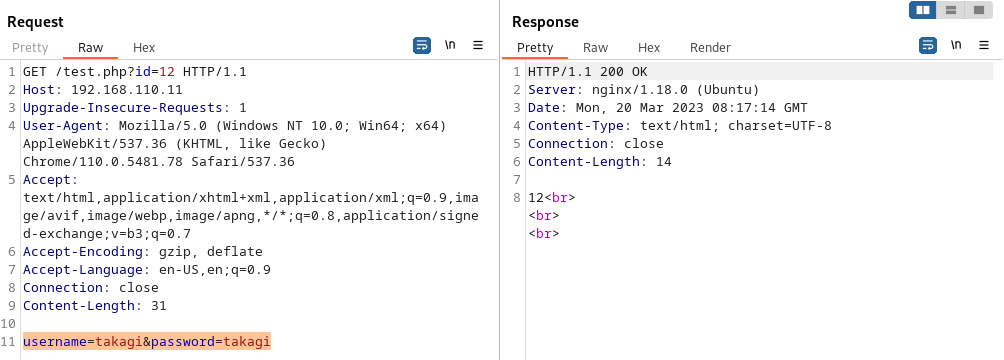 Request
Pretty Raw Hex \n
1 GET /test.php?id=12 HTTP/1.1
2 Host: 192.168.110.11
3 Upgrade-Insecure-Requests: 1
4 User-Agent: Mozilla/5.0 (Windows NT 10.0; Win64; x64)
AppleWebKit/537.36 (KHTML, like Gecko)
Chrome/110.0.5481.78 Safari/537.36
5 Accept:
text/html,application/xhtml+xml,application/xml;q=0.9,ima
ge/avif,image/webp,image/apng,*/*;q=0.8,application/signe
d-exchange;v=b3;q=0.7
6 Accept-Encoding: gzip, deflate
7 Accept-Language: en-US,en;q=0.9
8 Connection: close
9 Content-Length: 31
10
11 username=takagi&password=takagi
Response
Pretty Raw Hex Render \n
1 HTTP/1.1 200 OK
2 Server: nginx/1.18.0 (Ubuntu)
3 Date: Mon, 20 Mar 2023 08:17:14 GMT
4 Content-Type: text/html; charset=UTF-8
5 Connection: close
6 Content-Length: 14
7
8 12<br>
<br>
<br>